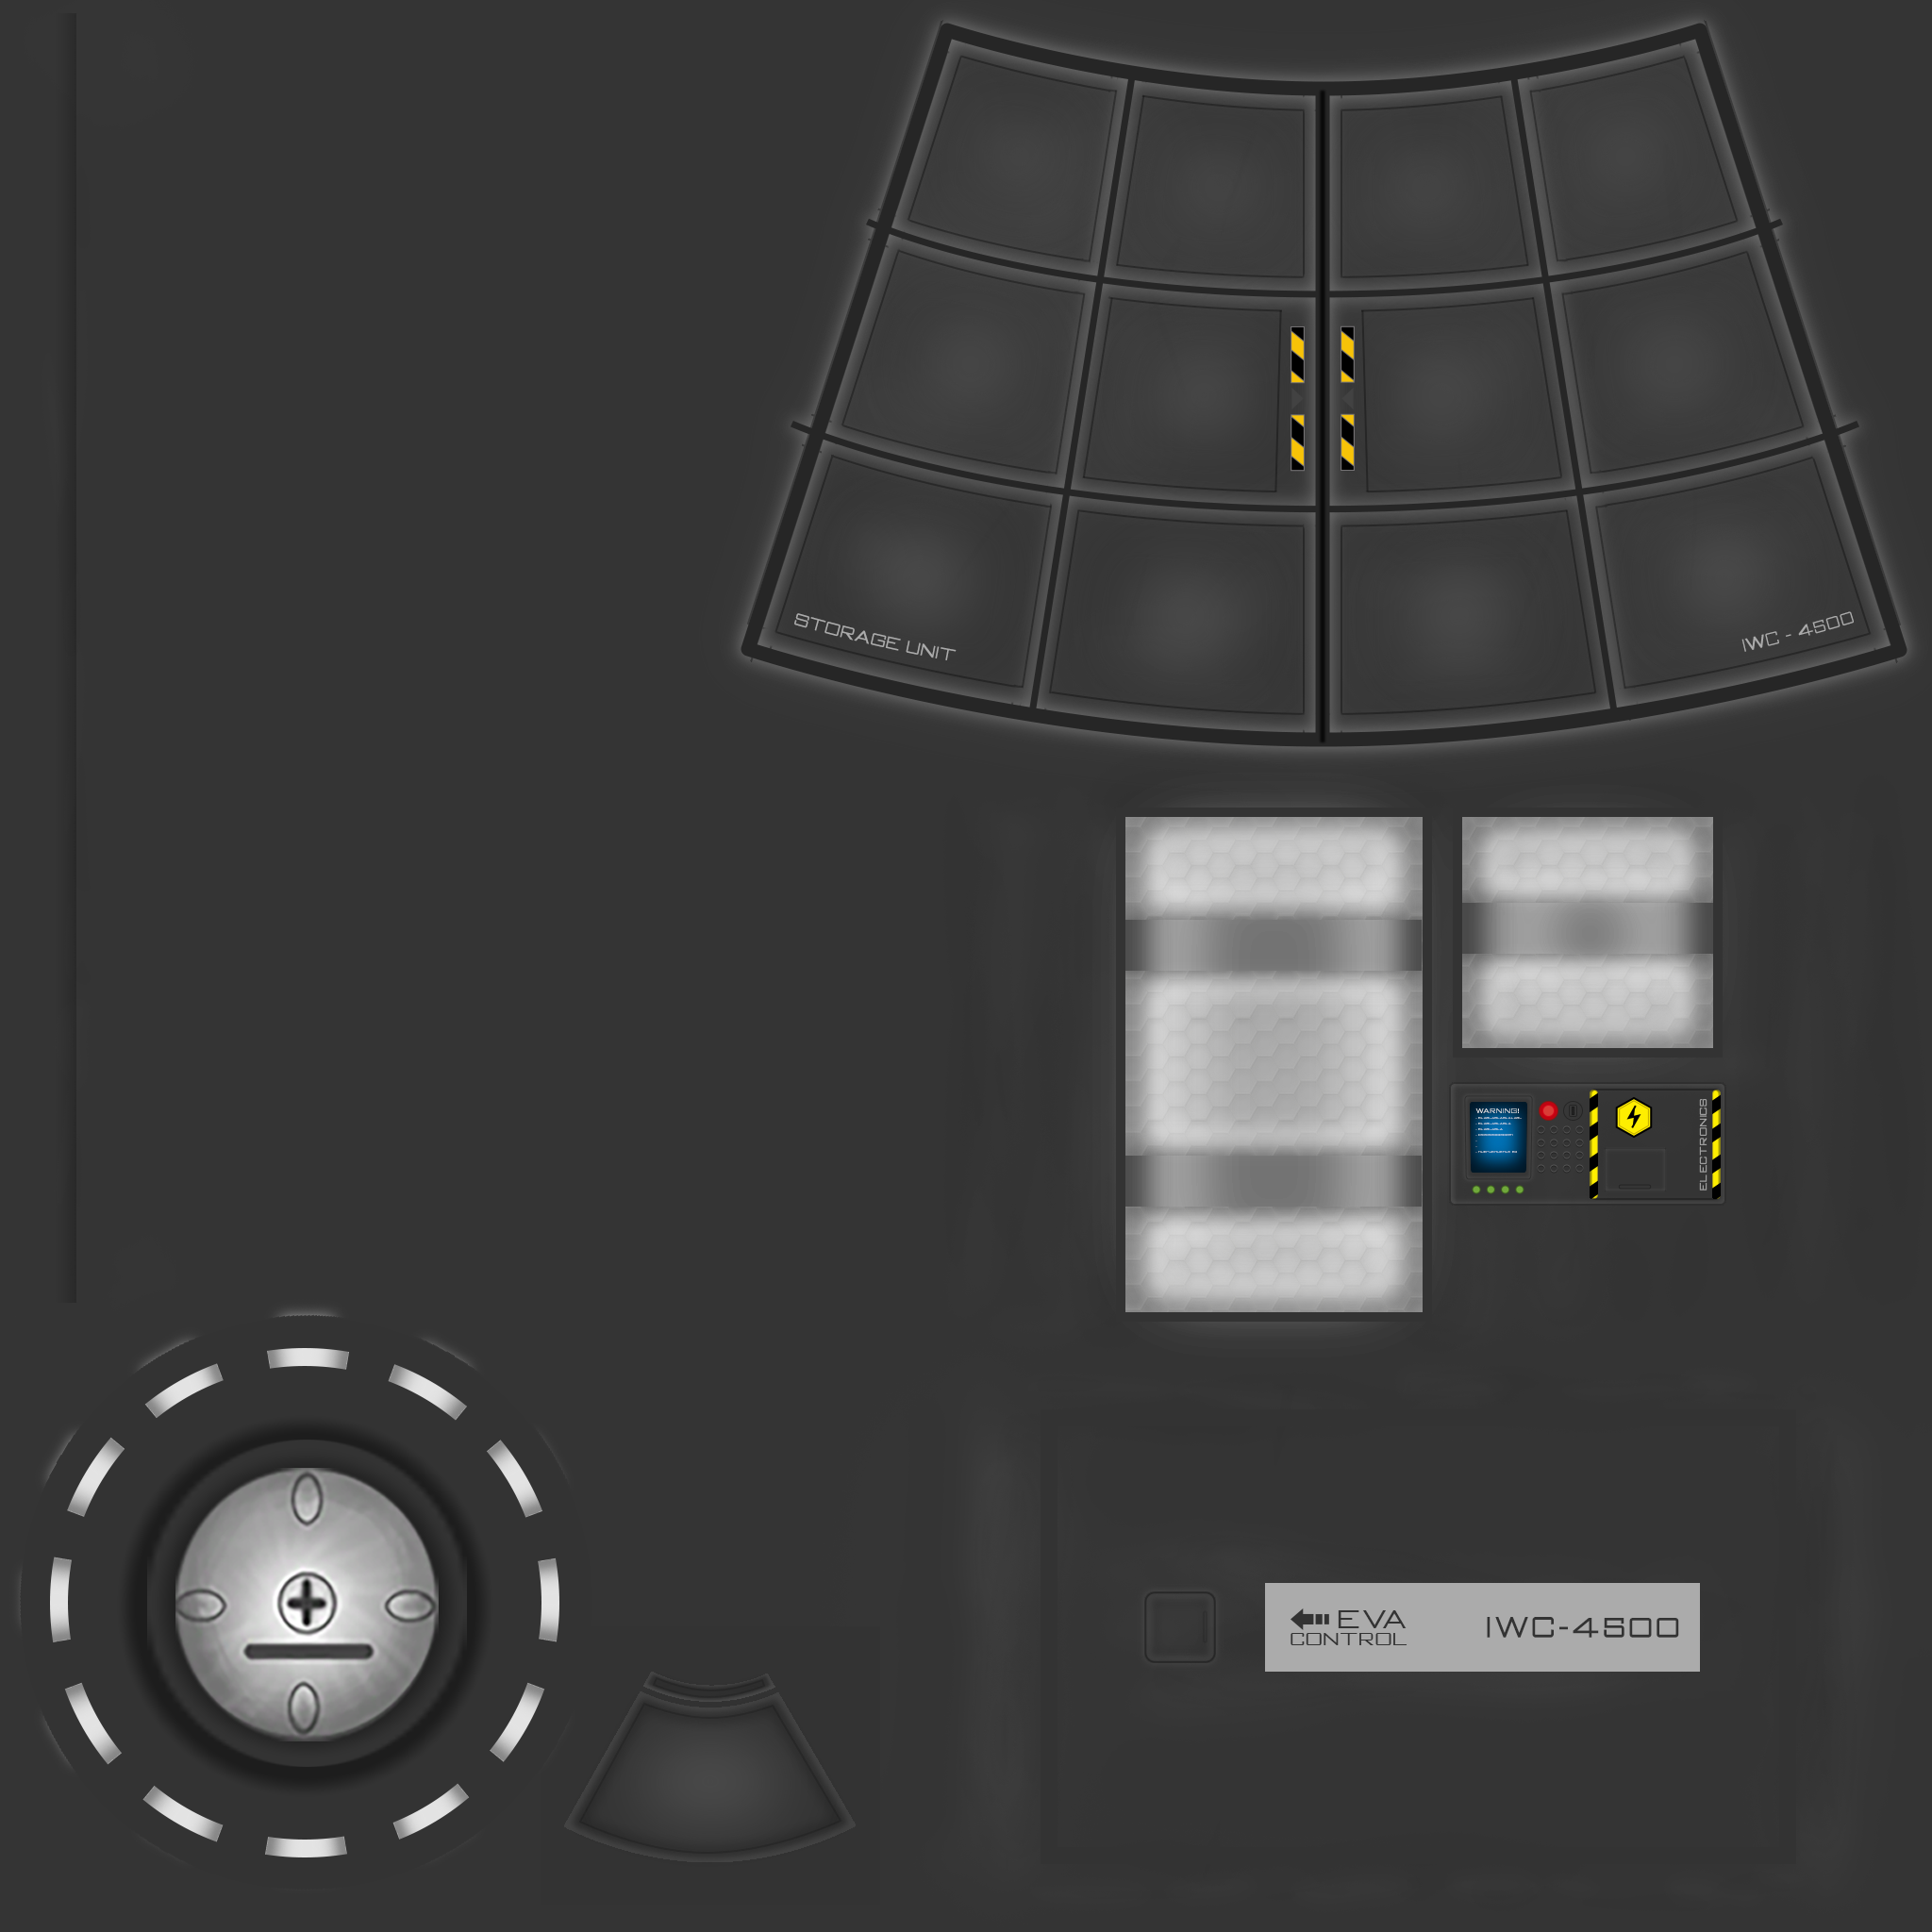 STORAGE UNIT
IWC - 4500
WARNING!
ELECTRONICS
EVA
CONTROL
IWC-4500